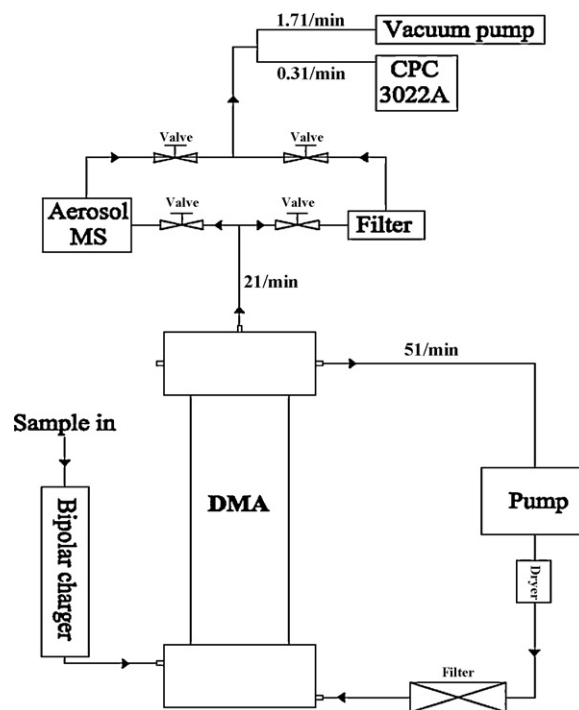 1.71/min
Vacuum pump
0.31/min
CPC
3022A
Valve
Valve
Aerosol
MS
Valve
Valve
Filter
21/min
51/min
Sample in
Bipolar charger
DMA
Pump
Dryer
Filter